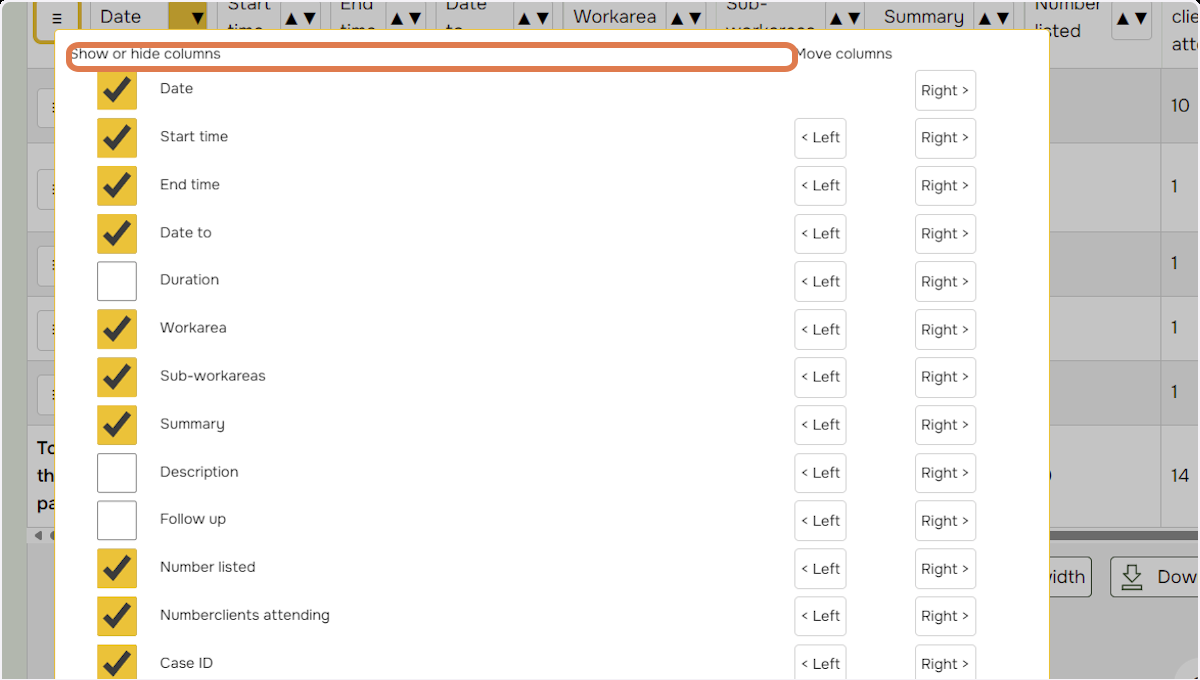 Date ▼ Start ▲▼ End ▲▼ Date ▲▼ Workarea ▲▼ Sub- ▲▼ Summary ▲▼ Number ▲▼
time time to workareas listed clie
att
Show or hide columns Move columns
Date Right >
10
Start time < Left Right >
End time < Left Right >
1
Date to < Left Right >
1
Duration < Left Right >
Workarea < Left Right >
1
Sub-workareas < Left Right >
1
Summary < Left Right >
To
Description < Left Right >
th 14
pa
Follow up < Left Right >
Number listed < Left Right >
width Dow
Numberclients attending < Left Right >
Case ID < Left Right >